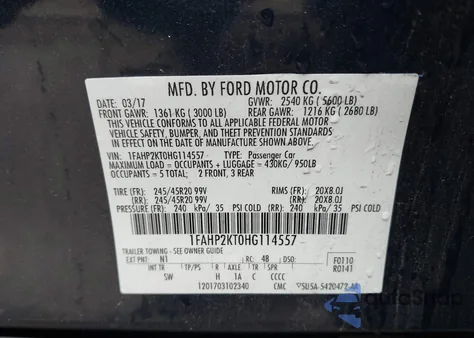 MFD. BY FORD MOTOR CO.
DATE: 03/17 GVWR: 2540 KG ( 5600 LB)
FRONT GAWR: 1361 KG ( 3000 LB) REAR GAWR: 1216 KG ( 2680 LB)
THIS VEHICLE CONFORMS TO ALL APPLICABLE FEDERAL MOTOR
VEHICLE SAFETY, BUMPER, AND THEFT PREVENTION STANDARDS
IN EFFECT ON THE DATE OF MANUFACTURE SHOWN ABOVE.
VEHICLE: 1FAHP2KT0HG114557 TYPE: Passenger Car
MAXIMUM LOAD = OCCUPANTS + LUGGAGE = 430KG/ 950LB
OCCUPANTS = 5 TOTAL; 2 FRONT, 3 REAR
TIRE (FR): 245/45R20 99V RIMS (FR): 20X8.0J
(RR): 245/45R20 99V (RR): 20X8.0J
PRESSURE (FR): 240 kPa/ 35 PSI COLD (RR): 240 kPa/ 35 PSI COLD
1FAHP2KT0HG114557
TRAILER TOWING - SEE OWNER GUIDE
EXT PNT: N1 RC: 48 DSO: F0110
INT TR TP/PS R AXLE TR SPR R0141
SW H 1A C CCCC
1201703102340 CMC
autoSnap